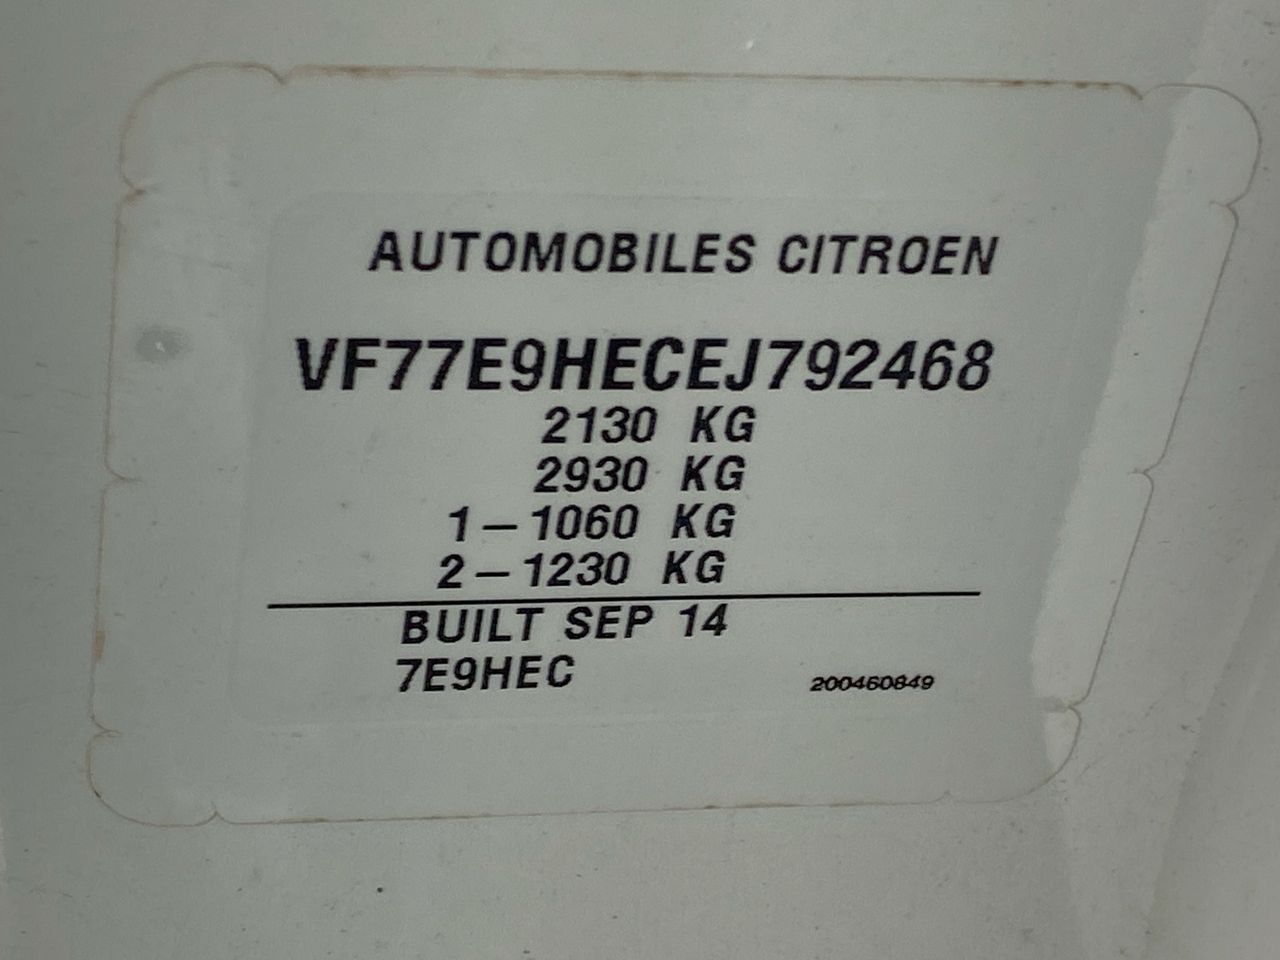 AUTOMOBILES CITROEN
VF77E9HECEJ792468
2130 KG
2930 KG
1-1060 KG
2-1230 KG
BUILT SEP 14
7E9HEC 200460849